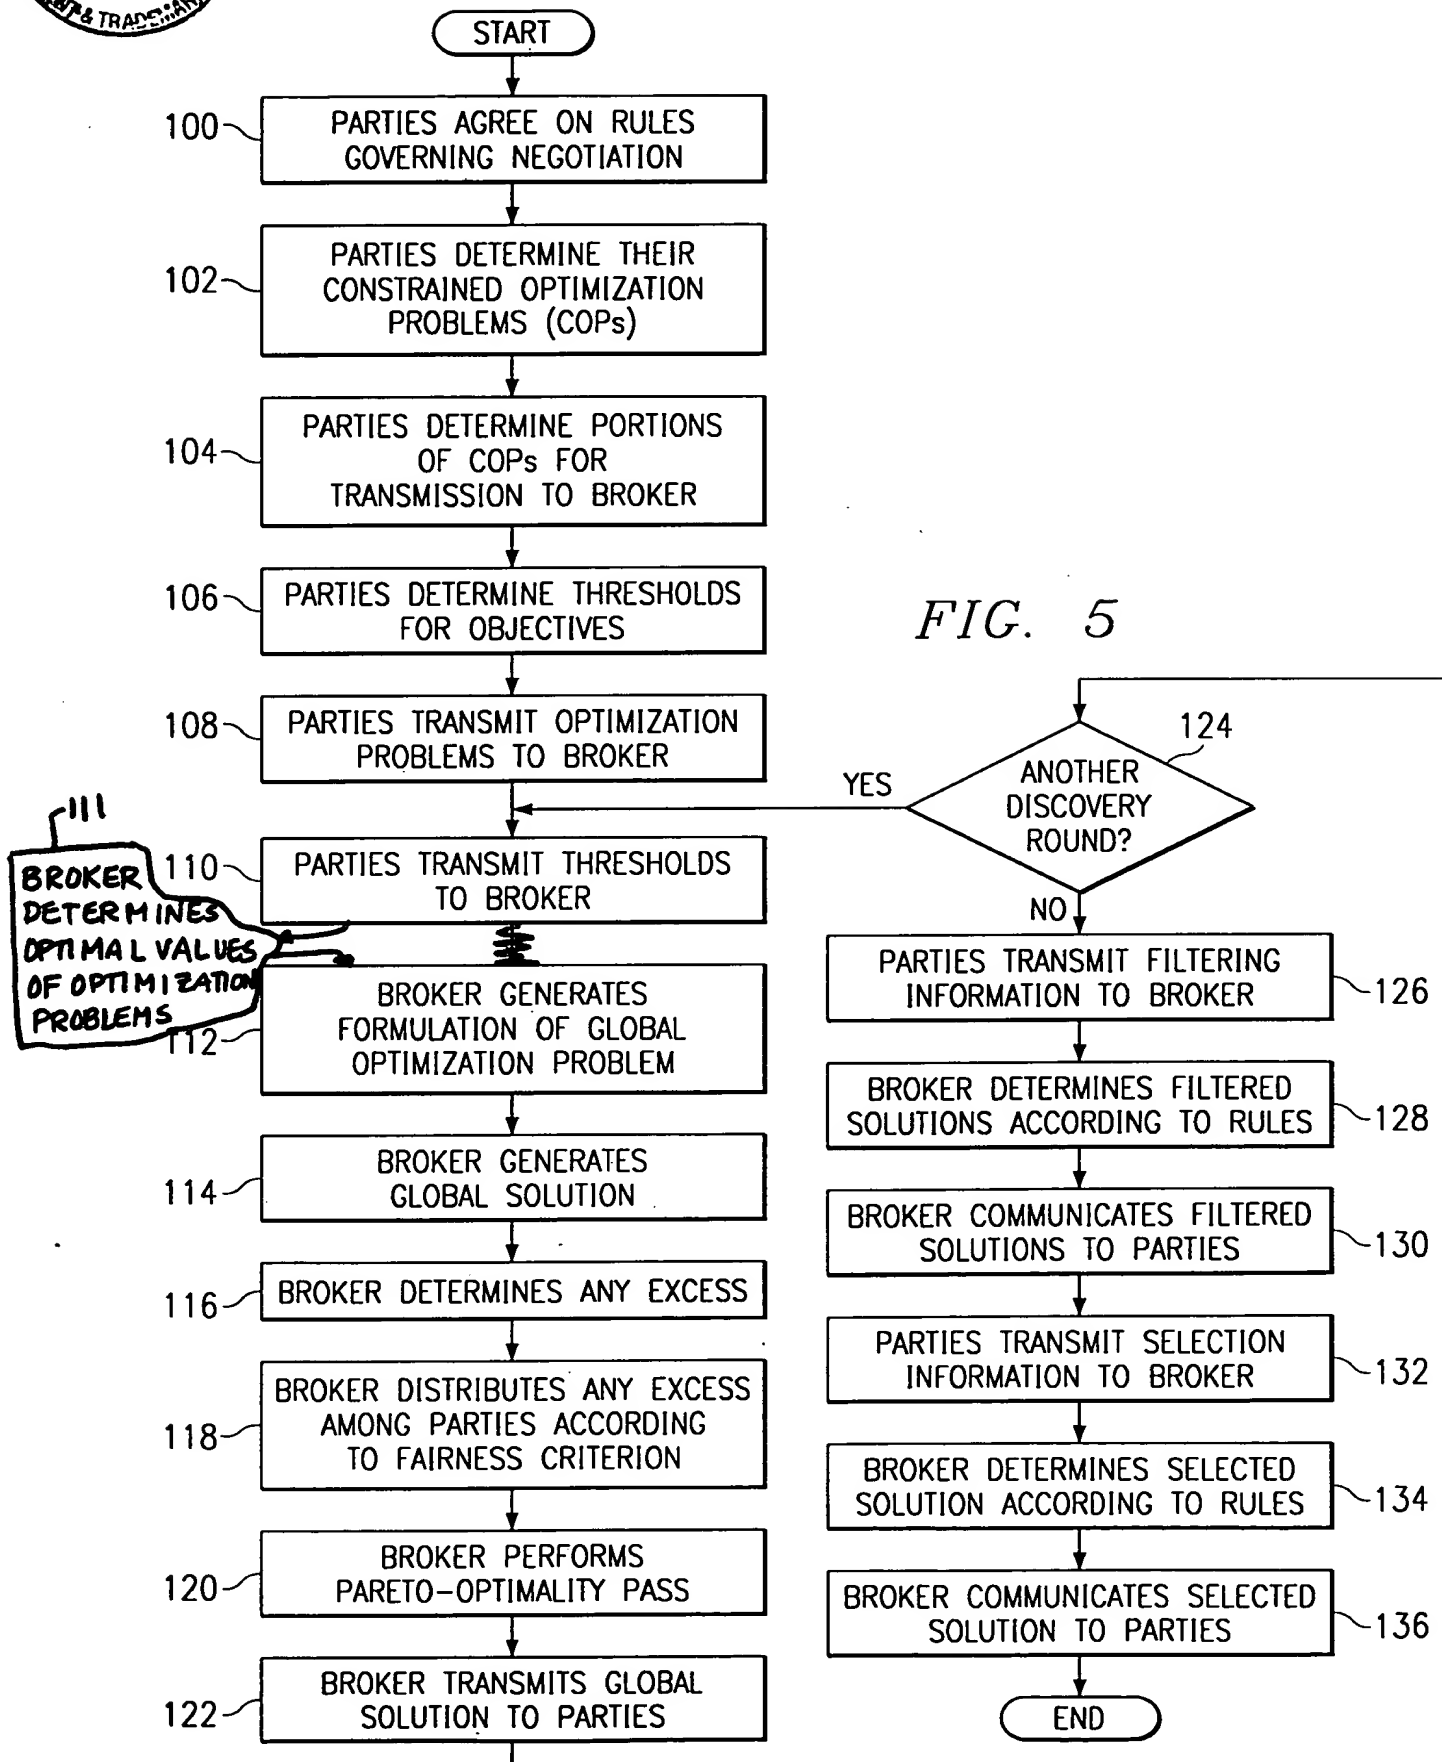 & TRADEMAR
START
100
PARTIES AGREE ON RULES
GOVERNING NEGOTIATION
102
PARTIES DETERMINE THEIR
CONSTRAINED OPTIMIZATION
PROBLEMS (COPs)
104
PARTIES DETERMINE PORTIONS
OF COPs FOR
TRANSMISSION TO BROKER
106
PARTIES DETERMINE THRESHOLDS
FOR OBJECTIVES
108
PARTIES TRANSMIT OPTIMIZATION
PROBLEMS TO BROKER
110
PARTIES TRANSMIT THRESHOLDS
TO BROKER
111
BROKER
DETERMINES
OPTIMAL VALUES
OF OPTIMIZATION
PROBLEMS
112
BROKER GENERATES
FORMULATION OF GLOBAL
OPTIMIZATION PROBLEM
114
BROKER GENERATES
GLOBAL SOLUTION
116
BROKER DETERMINES ANY EXCESS
118
BROKER DISTRIBUTES ANY EXCESS
AMONG PARTIES ACCORDING
TO FAIRNESS CRITERION
120
BROKER PERFORMS
PARETO-OPTIMALITY PASS
122
BROKER TRANSMITS GLOBAL
SOLUTION TO PARTIES
FIG. 5
124
ANOTHER
DISCOVERY
ROUND?
YES
NO
PARTIES TRANSMIT FILTERING
INFORMATION TO BROKER
126
BROKER DETERMINES FILTERED
SOLUTIONS ACCORDING TO RULES
128
BROKER COMMUNICATES FILTERED
SOLUTIONS TO PARTIES
130
PARTIES TRANSMIT SELECTION
INFORMATION TO BROKER
132
BROKER DETERMINES SELECTED
SOLUTION ACCORDING TO RULES
134
BROKER COMMUNICATES SELECTED
SOLUTION TO PARTIES
136
END